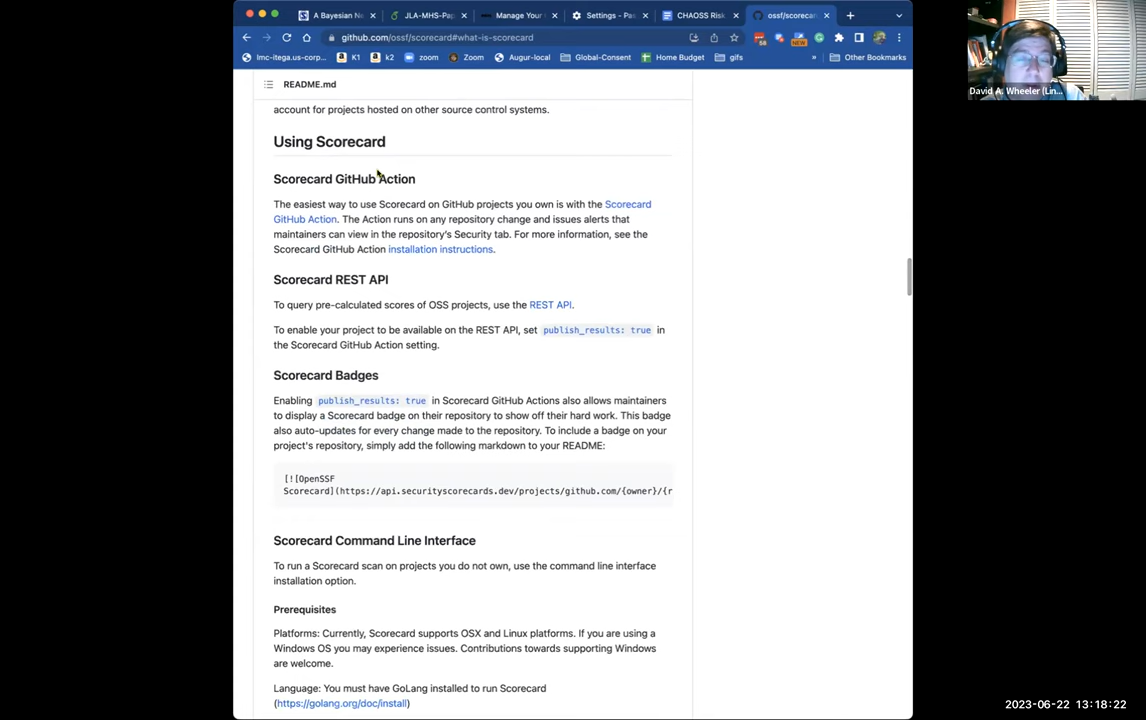 A Bayesian Ne
JLA-MHS-Pap
Manage Your
Settings - Pas
CHAOSS Risk
ossf/scorecar
github.com/ossf/scorecard#what-is-scorecard
58
NEW
lmc-itega.us-corp...
K1
k2
zoom
Zoom
Augur-local
Global-Consent
Home Budget
gifs
»
Other Bookmarks
David A. Wheeler (Lin...
README.md
account for projects hosted on other source control systems.
Using Scorecard
Scorecard GitHub Action
The easiest way to use Scorecard on GitHub projects you own is with the Scorecard
GitHub Action. The Action runs on any repository change and issues alerts that
maintainers can view in the repository's Security tab. For more information, see the
Scorecard GitHub Action installation instructions.
Scorecard REST API
To query pre-calculated scores of OSS projects, use the REST API.
To enable your project to be available on the REST API, set publish_results: true in
the Scorecard GitHub Action setting.
Scorecard Badges
Enabling publish_results: true in Scorecard GitHub Actions also allows maintainers
to display a Scorecard badge on their repository to show off their hard work. This badge
also auto-updates for every change made to the repository. To include a badge on your
project's repository, simply add the following markdown to your README:
[![OpenSSF
Scorecard](https://api.securityscorecards.dev/projects/github.com/{owner}/{r
Scorecard Command Line Interface
To run a Scorecard scan on projects you do not own, use the command line interface
installation option.
Prerequisites
Platforms: Currently, Scorecard supports OSX and Linux platforms. If you are using a
Windows OS you may experience issues. Contributions towards supporting Windows
are welcome.
Language: You must have GoLang installed to run Scorecard
(https://golang.org/doc/install)
2023-06-22 13:18:22